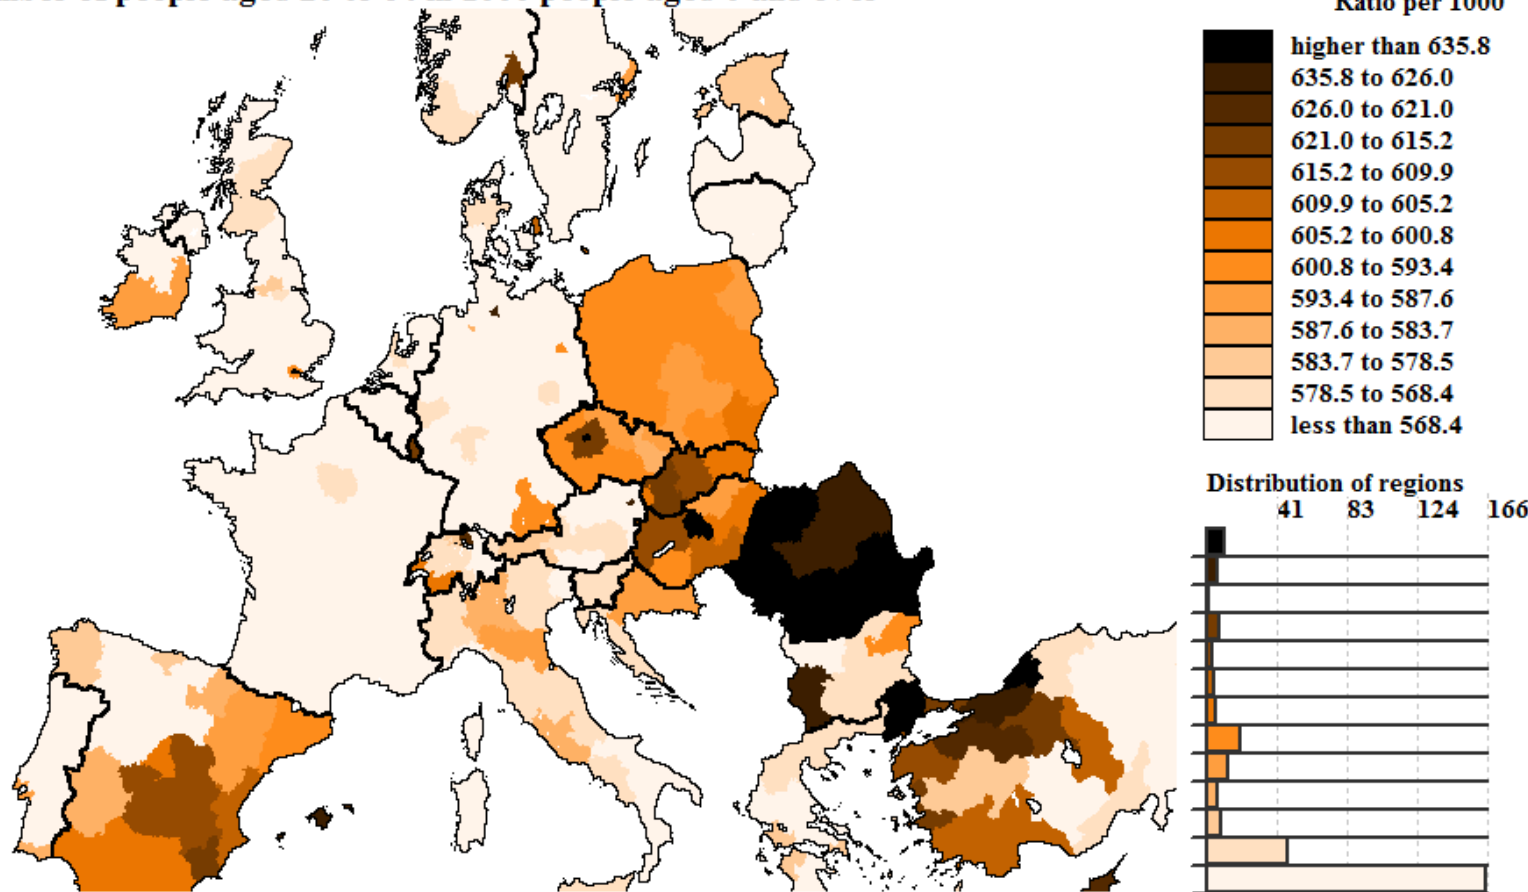 Ratio per 1000
higher than 635.8
635.8 to 626.0
626.0 to 621.0
621.0 to 615.2
615.2 to 609.9
609.9 to 605.2
605.2 to 600.8
600.8 to 593.4
593.4 to 587.6
587.6 to 583.7
583.7 to 578.5
578.5 to 568.4
less than 568.4
Distribution of regions
41 83 124 166